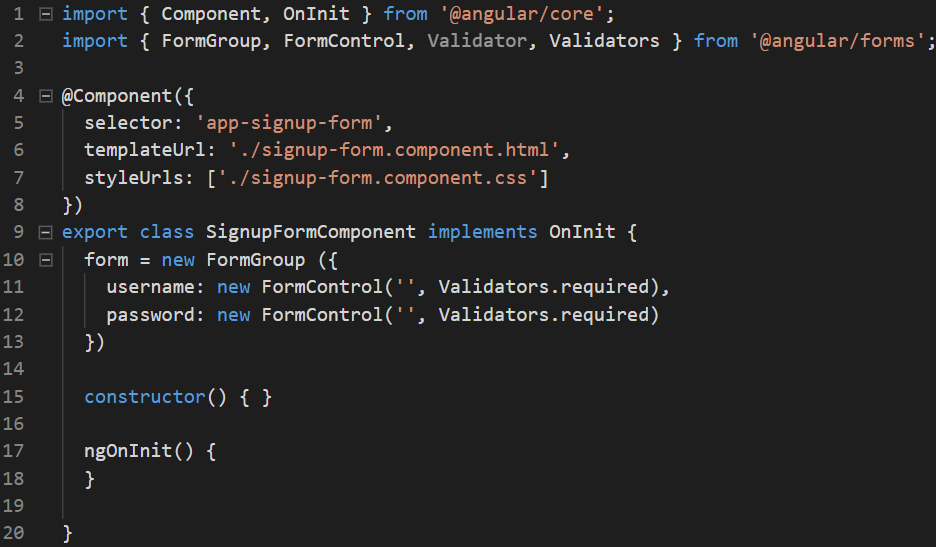 1 import { Component, OnInit } from '@angular/core';
2 import { FormGroup, FormControl, Validator, Validators } from '@angular/forms';
3
4 @Component({
5   selector: 'app-signup-form',
6   templateUrl: './signup-form.component.html',
7   styleUrls: ['./signup-form.component.css']
8 })
9 export class SignupFormComponent implements OnInit {
10   form = new FormGroup ({
11     username: new FormControl('', Validators.required),
12     password: new FormControl('', Validators.required)
13   })
14
15   constructor() { }
16
17   ngOnInit() {
18   }
19
20 }